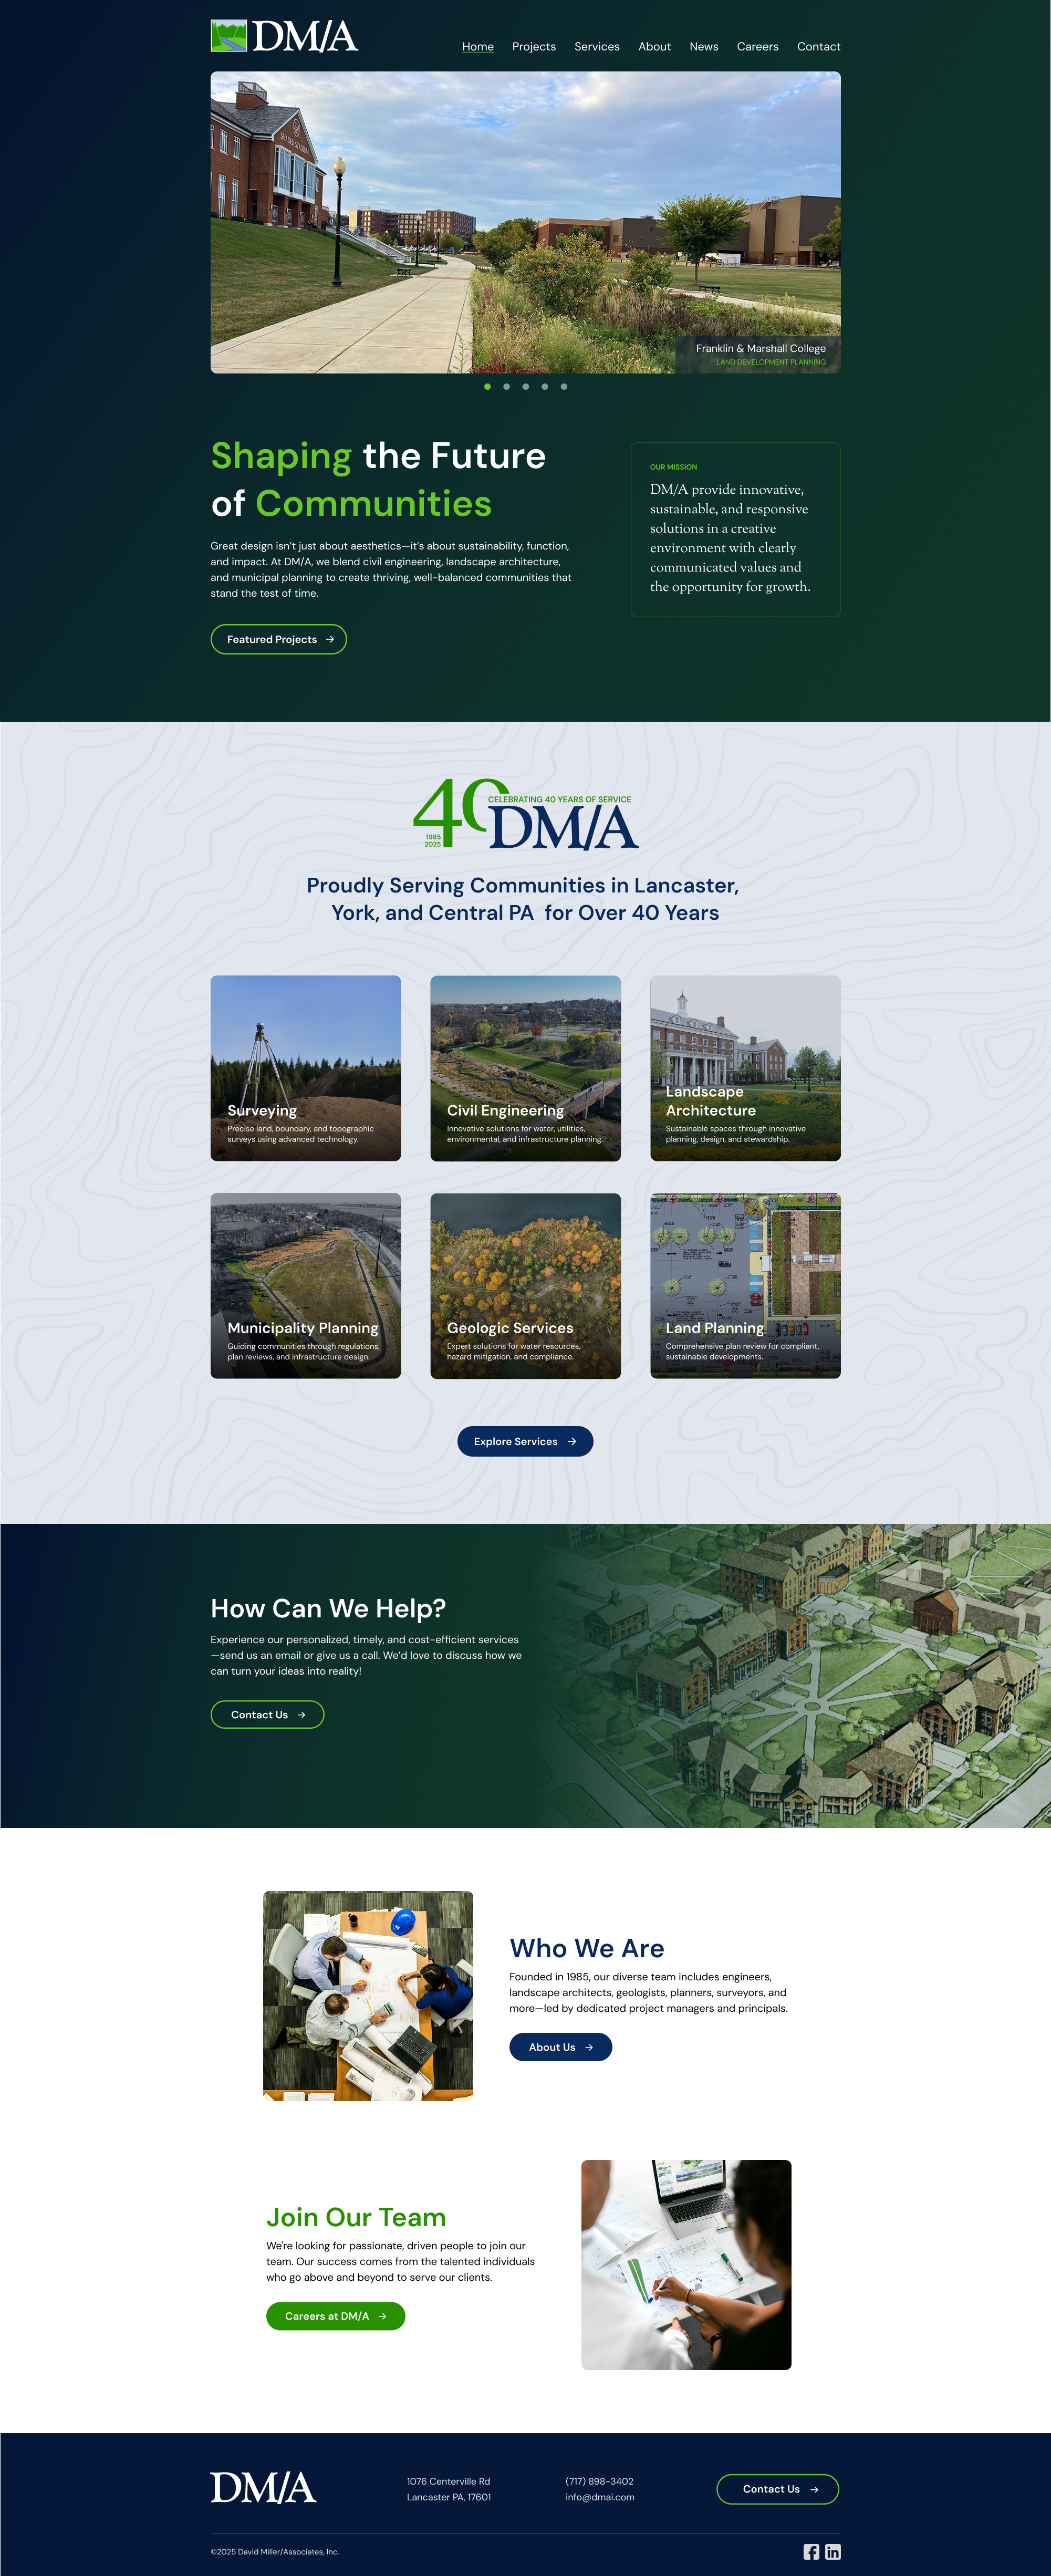 DM/A
Home Projects Services About News Careers Contact
Franklin & Marshall College
LAND DEVELOPMENT PLANNING
Shaping the Future
of Communities
Great design isn’t just about aesthetics—it’s about sustainability, function,
and impact. At DM/A, we blend civil engineering, landscape architecture,
and municipal planning to create thriving, well-balanced communities that
stand the test of time.
Featured Projects →
OUR MISSION
DM/A provide innovative,
sustainable, and responsive
solutions in a creative
environment with clearly
communicated values and
the opportunity for growth.
40
CELEBRATING 40 YEARS OF SERVICE
1985
2025
DM/A
Proudly Serving Communities in Lancaster,
York, and Central PA for Over 40 Years
Surveying
Precise land, boundary, and topographic
surveys using advanced technology.
Civil Engineering
Innovative solutions for water, utilities,
environmental, and infrastructure planning.
Landscape
Architecture
Sustainable spaces through innovative
planning, design, and stewardship.
Municipality Planning
Guiding communities through regulations,
plan reviews, and infrastructure design.
Geologic Services
Expert solutions for water resources,
hazard mitigation, and compliance.
Land Planning
Comprehensive plan review for compliant,
sustainable developments.
Explore Services →
How Can We Help?
Experience our personalized, timely, and cost-efficient services
—send us an email or give us a call. We’d love to discuss how we
can turn your ideas into reality!
Contact Us →
Who We Are
Founded in 1985, our diverse team includes engineers,
landscape architects, geologists, planners, surveyors, and
more—led by dedicated project managers and principals.
About Us →
Join Our Team
We're looking for passionate, driven people to join our
team. Our success comes from the talented individuals
who go above and beyond to serve our clients.
Careers at DM/A →
DM/A
1076 Centerville Rd
Lancaster PA, 17601
(717) 898-3402
info@dmai.com
Contact Us →
©2025 David Miller/Associates, Inc.